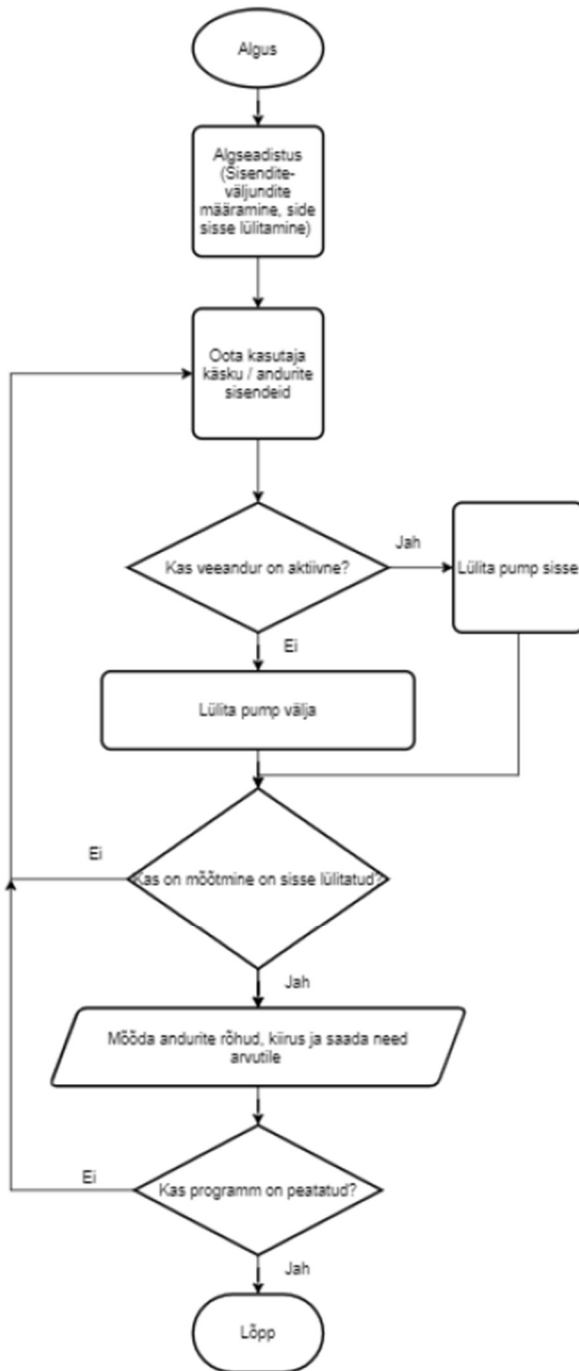 Algus
Algseadistus
(Sisendite-
väljundite
määramine, side
sisse lülitamine)
Oota kasutaja
käsku / andurite
sisendeid
Kas veeandur on aktiivne?
Jah
Lülita pump sisse
Ei
Lülita pump välja
Ei
Kas on mõõtmine on sisse lülitatud?
Jah
Mõõda andurite rõhud, kiirus ja saada need
arvutile
Ei
Kas programm on peatatud?
Jah
Lõpp